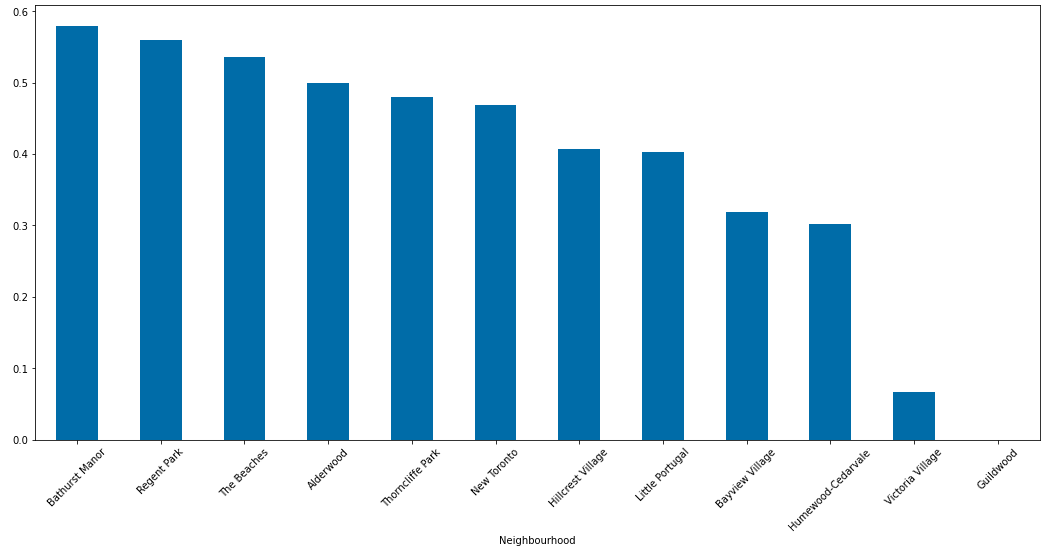 0.6
0.5
0.4
0.3
0.2
0.1
0.0
Bathurst Manor
Regent Park
The Beaches
Alderwood
Thorncliffe Park
New Toronto
Hillcrest Village
Little Portugal
Bayview Village
Humewood-Cedarvale
Victoria Village
Guildwood
Neighbourhood